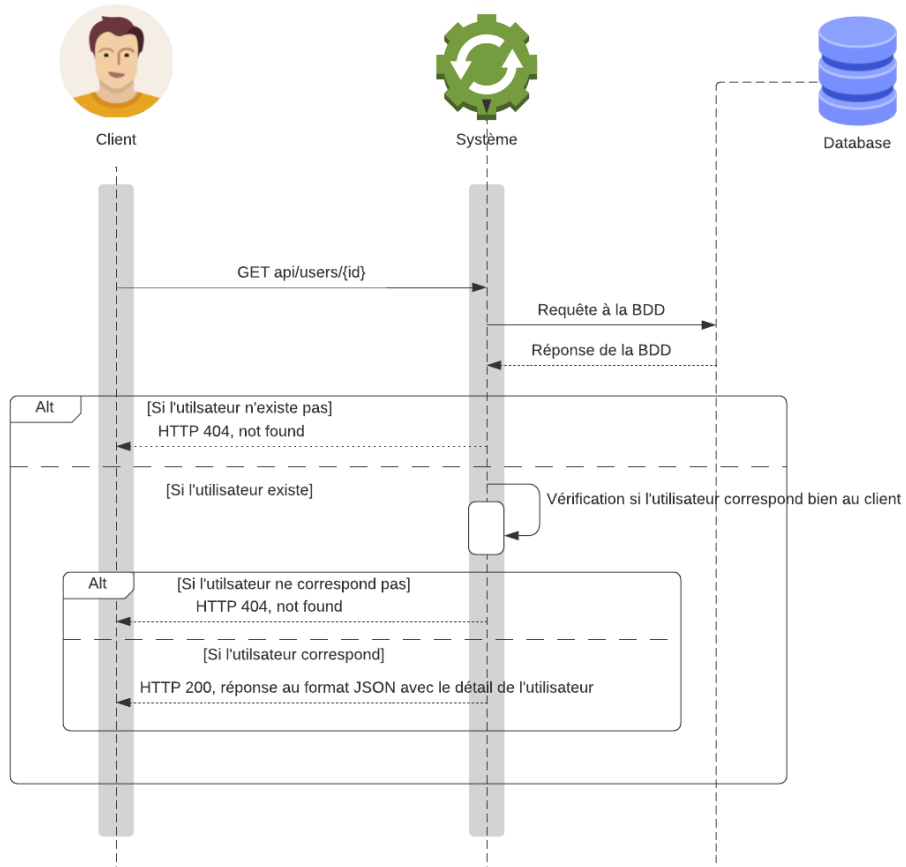 Client
Système
Database
GET api/users/{id}
Requête à la BDD
Réponse de la BDD
Alt
[Si l'utilsateur n'existe pas]
HTTP 404, not found
[Si l'utilisateur existe]
Vérification si l'utilisateur correspond bien au client
Alt
[Si l'utilsateur ne correspond pas]
HTTP 404, not found
[Si l'utilsateur correspond]
HTTP 200, réponse au format JSON avec le détail de l'utilisateur